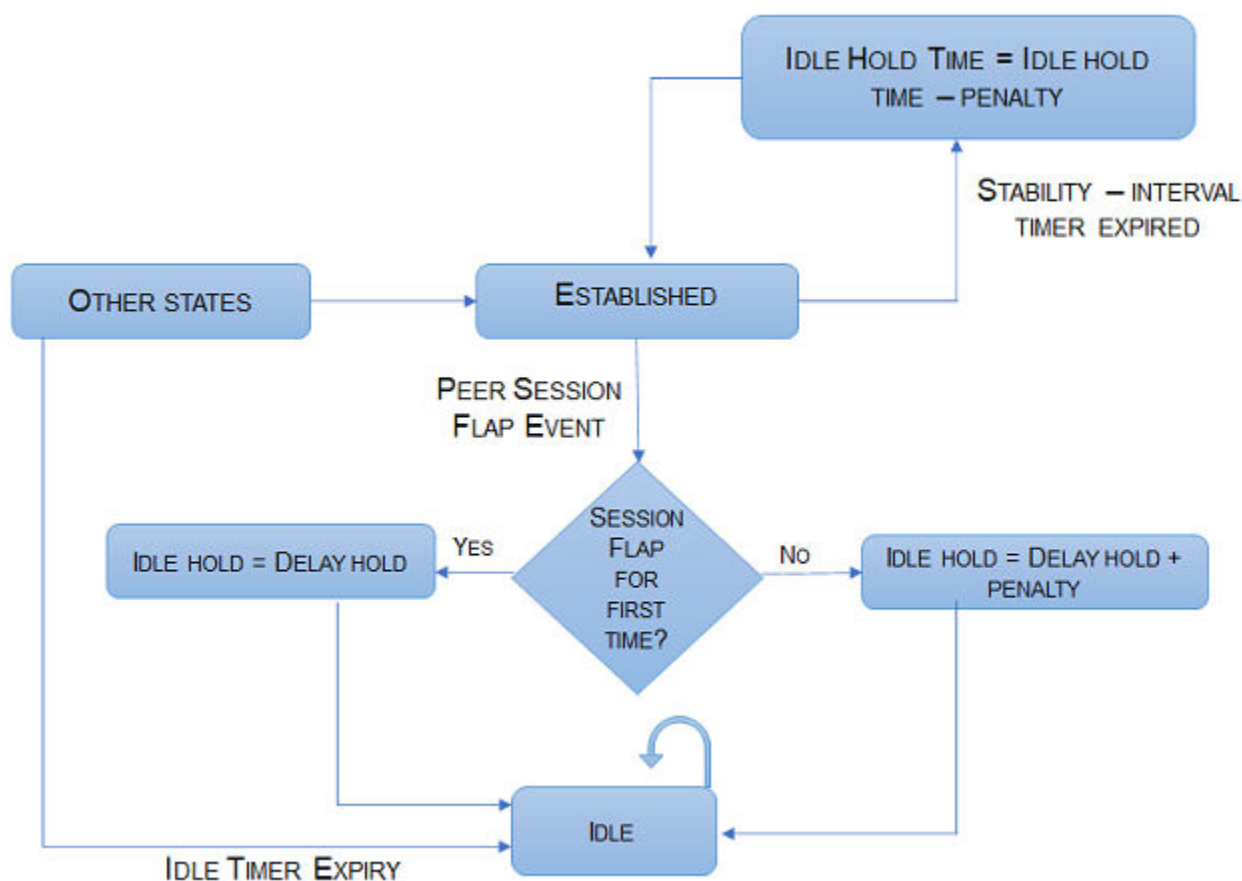 IDLE HOLD TIME = IDLE HOLD
TIME – PENALTY
STABILITY – INTERVAL
TIMER EXPIRED
OTHER STATES
ESTABLISHED
PEER SESSION
FLAP EVENT
SESSION
FLAP
FOR
FIRST
TIME?
YES
NO
IDLE HOLD = DELAY HOLD
IDLE HOLD = DELAY HOLD +
PENALTY
IDLE
IDLE TIMER EXPIRY